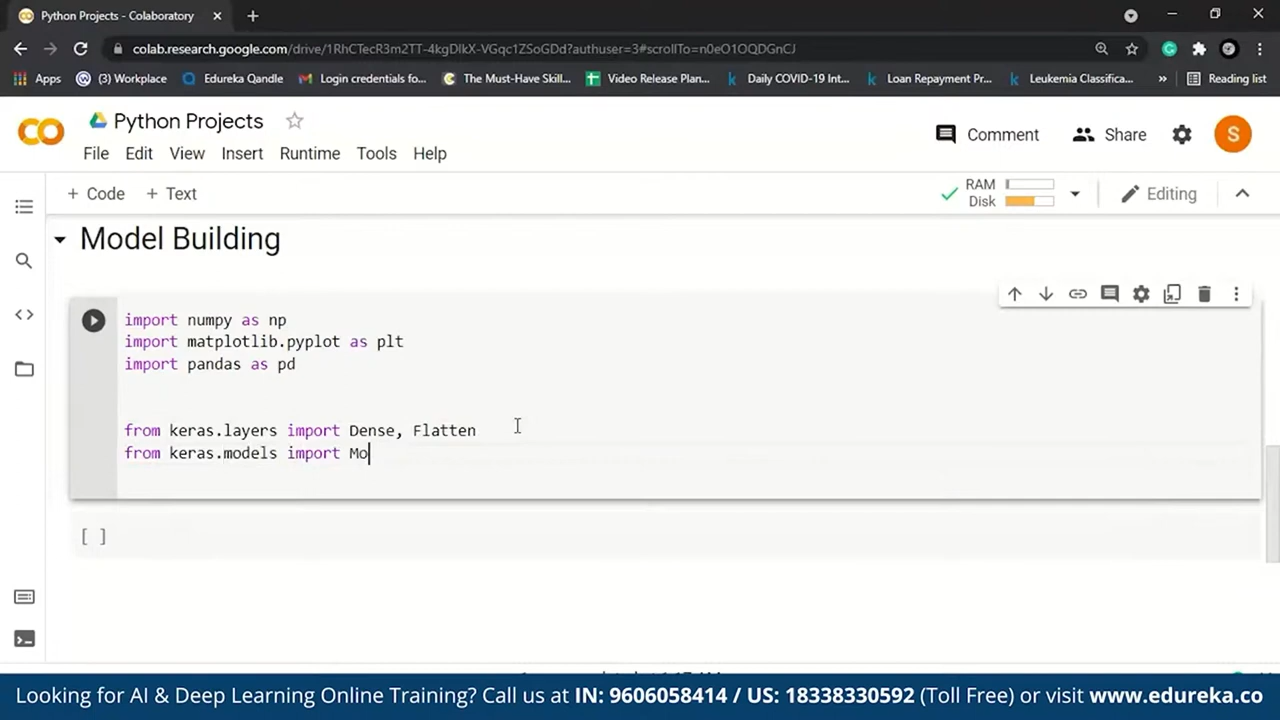 Python Projects - Colaboratory
colab.research.google.com/drive/1RhCTecR3m2TT-4kgDlkX-VGqc1ZSoGDd?authuser=3#scrollTo=n0eO1OQDGnCJ
Apps (3) Workplace Edureka Qandle Login credentials fo... The Must-Have Skil... Video Release Plan... Daily COVID-19 Int... Loan Repayment Pr... Leukemia Classifica... » Reading list
CO Python Projects
Comment Share S
File Edit View Insert Runtime Tools Help
+ Code + Text
RAM
Disk
Editing
Model Building
import numpy as np
import matplotlib.pyplot as plt
import pandas as pd
from keras.layers import Dense, Flatten
from keras.models import Mo
[ ]
Looking for AI & Deep Learning Online Training? Call us at IN: 9606058414 / US: 18338330592 (Toll Free) or visit www.edureka.co